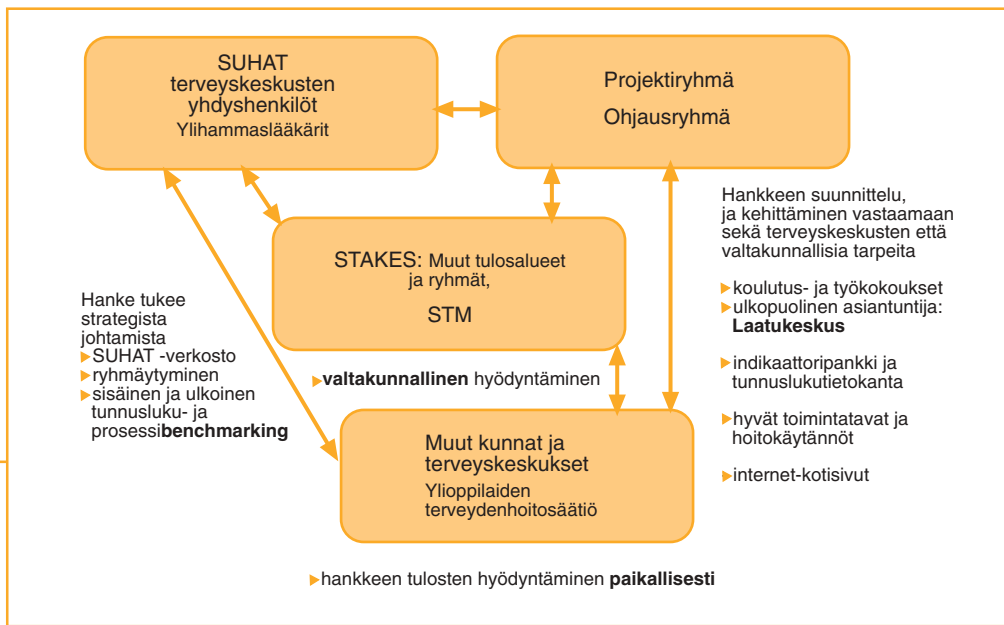 SUHAT
terveyskeskusten
yhdyshenkilöt
Ylihammaslääkärit
Projektiryhmä
Ohjausryhmä
STAKES: Muut tulosalueet
ja ryhmät,
STM
Hankkeen suunnittelu,
ja kehittäminen vastaamaan
sekä terveyskeskusten että
valtakunnallisia tarpeita
koulutus- ja työkokoukset
ulkopuolinen asiantuntija:
Laatukeskus
indikaattoripankki ja
tunnuslukutietokanta
hyvät toimintatavat ja
hoitokäytännöt
internet-kotisivut
Hanke tukee
strategista
johtamista
SUHAT -verkosto
ryhmäytyminen
sisäinen ja ulkoinen
tunnusluku- ja
prosessibenchmarking
valtakunnallinen hyödyntäminen
Muut kunnat ja
terveyskeskukset
Ylioppilaiden
terveydenhoitosäätiö
hankkeen tulosten hyödyntäminen paikallisesti